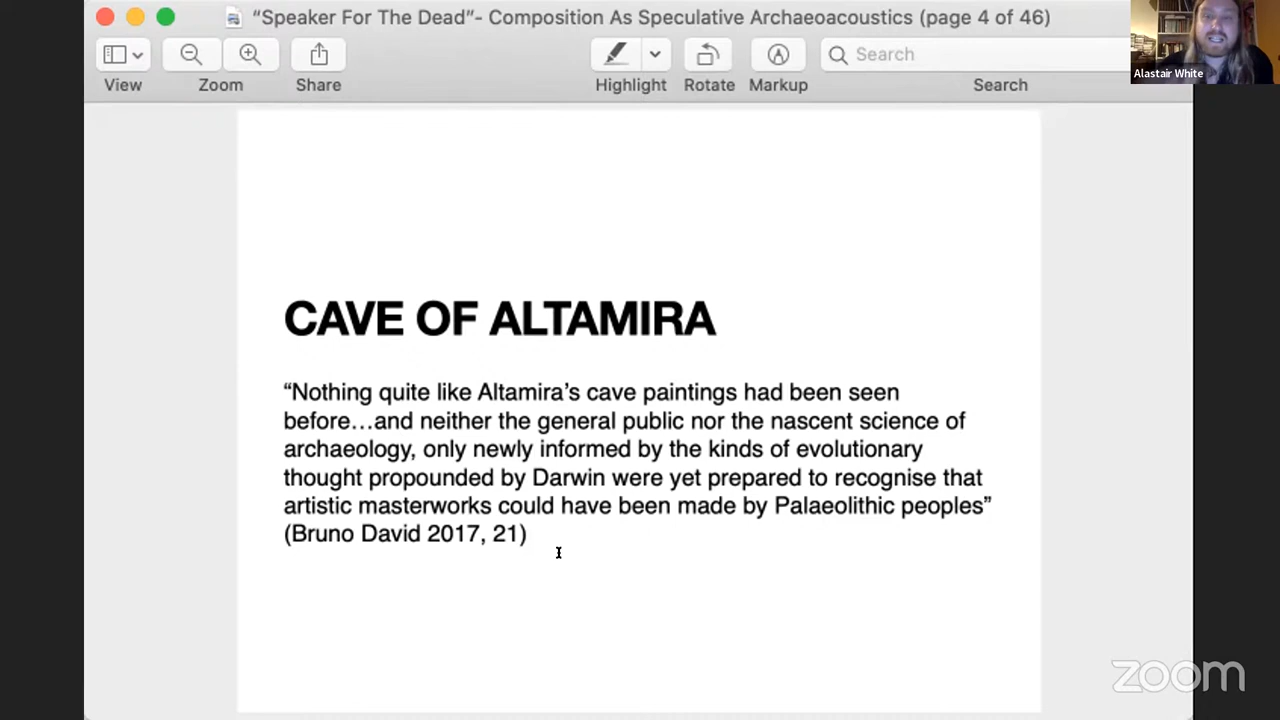 “Speaker For The Dead”- Composition As Speculative Archaeoacoustics (page 4 of 46)
Search
View
Zoom
Share
Highlight
Rotate
Markup
Search
Alastair White
CAVE OF ALTAMIRA
“Nothing quite like Altamira’s cave paintings had been seen
before…and neither the general public nor the nascent science of
archaeology, only newly informed by the kinds of evolutionary
thought propounded by Darwin were yet prepared to recognise that
artistic masterworks could have been made by Palaeolithic peoples”
(Bruno David 2017, 21)
zoom